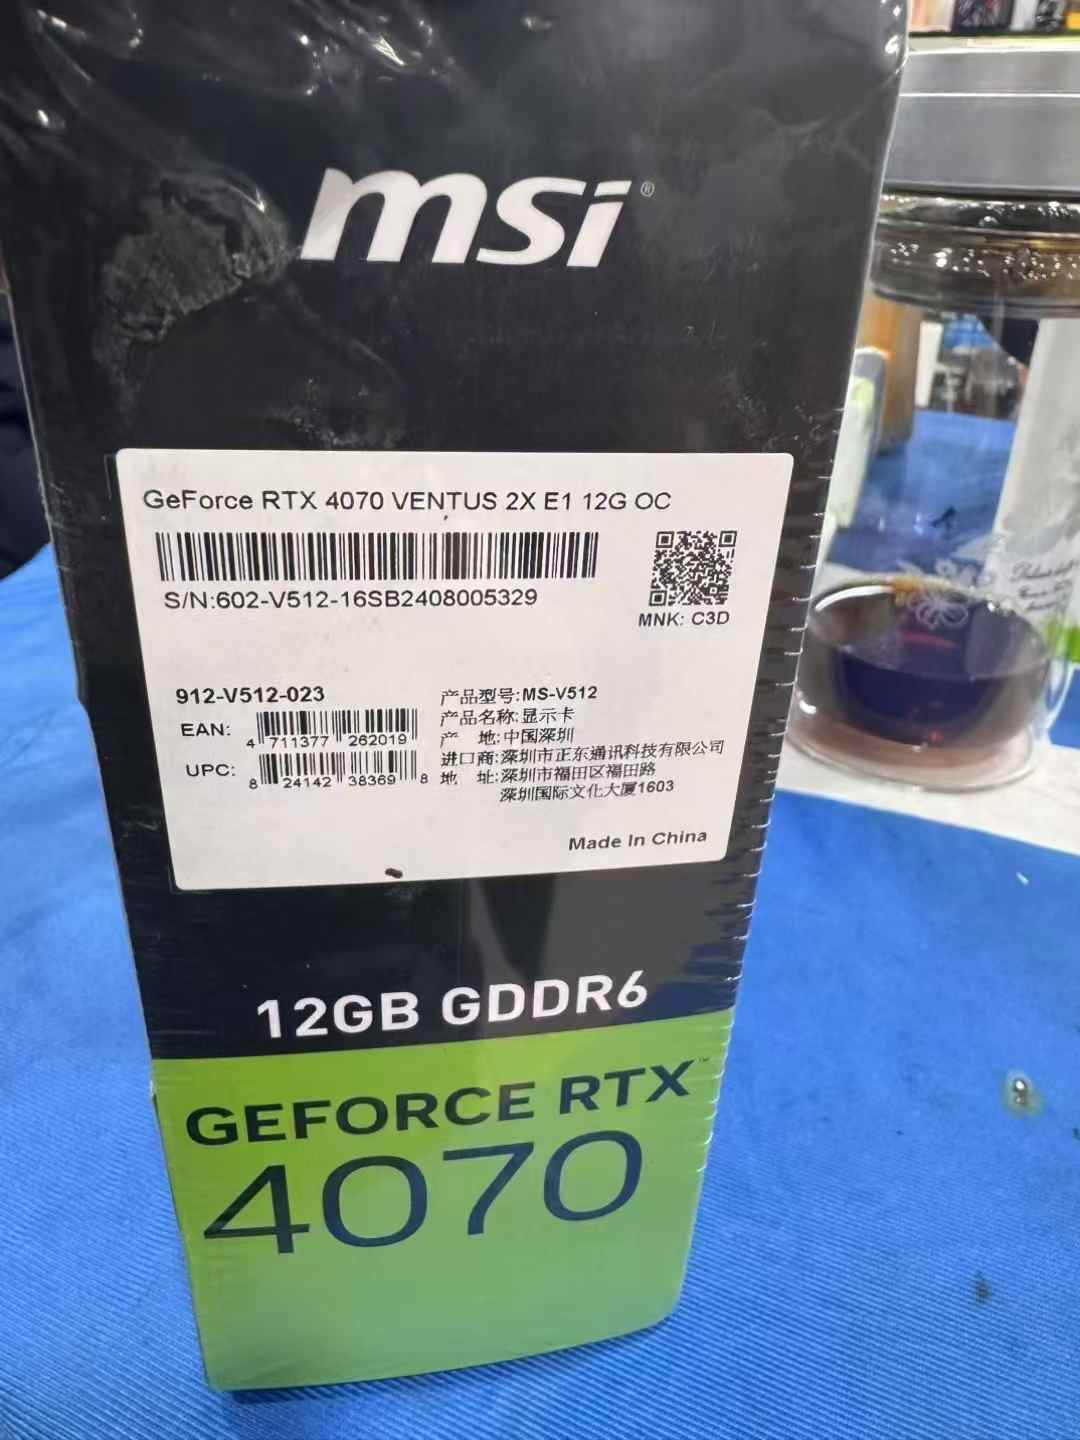 msi®
GeForce RTX 4070 VENTUS 2X E1 12G OC
S/N:602-V512-16SB2408005329
MNK: C3D
912-V512-023
EAN:
4 711377 262019
UPC:
8 24142 38369 8
产品型号:MS-V512
产品名称:显示卡
产 地:中国深圳
进口商:深圳市正东通讯科技有限公司
地 址:深圳市福田区福田路
深圳国际文化大厦1603
Made In China
12GB GDDR6
GEFORCE RTX™
4070